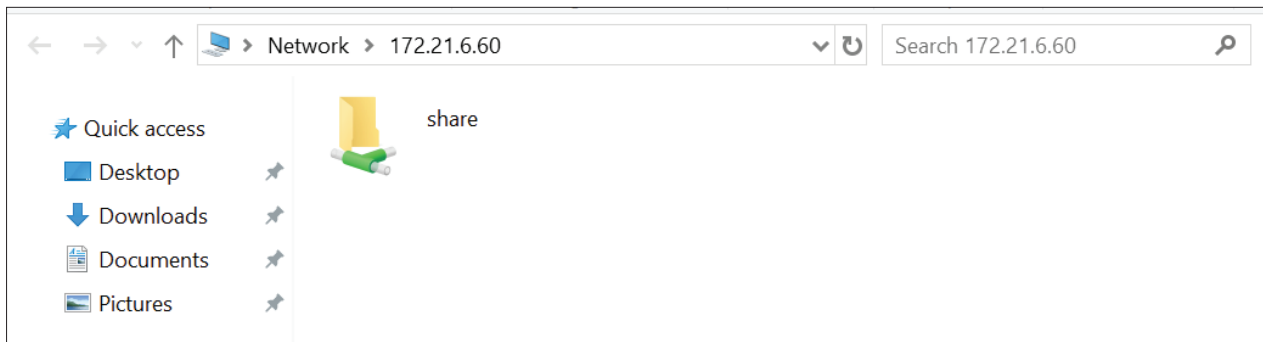 Network > 172.21.6.60
Search 172.21.6.60
Quick access
share
Desktop
Downloads
Documents
Pictures